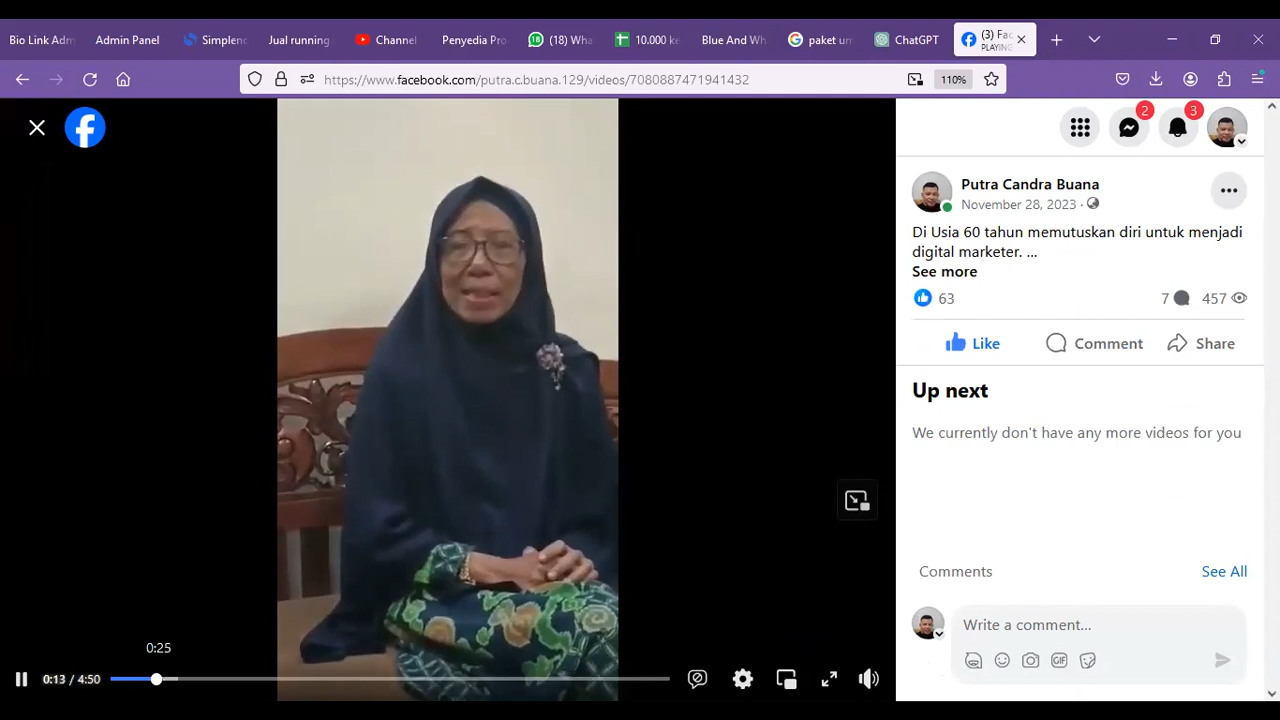 Bio Link Adm
Admin Panel
Simplenc
Jual running
Channel
Penyedia Pro
(18) Wha
10.000 ke
Blue And Wh
paket um
ChatGPT
(3) Fac
PLAYING
https://www.facebook.com/putra.c.buana.129/videos/7080887471941432
110%
2
3
Putra Candra Buana
November 28, 2023 ·
Di Usia 60 tahun memutuskan diri untuk menjadi
digital marketer. ...
See more
63
7
457
Like
Comment
Share
Up next
We currently don't have any more videos for you
Comments
See All
Write a comment...
GIF
0:25
0:13 / 4:50